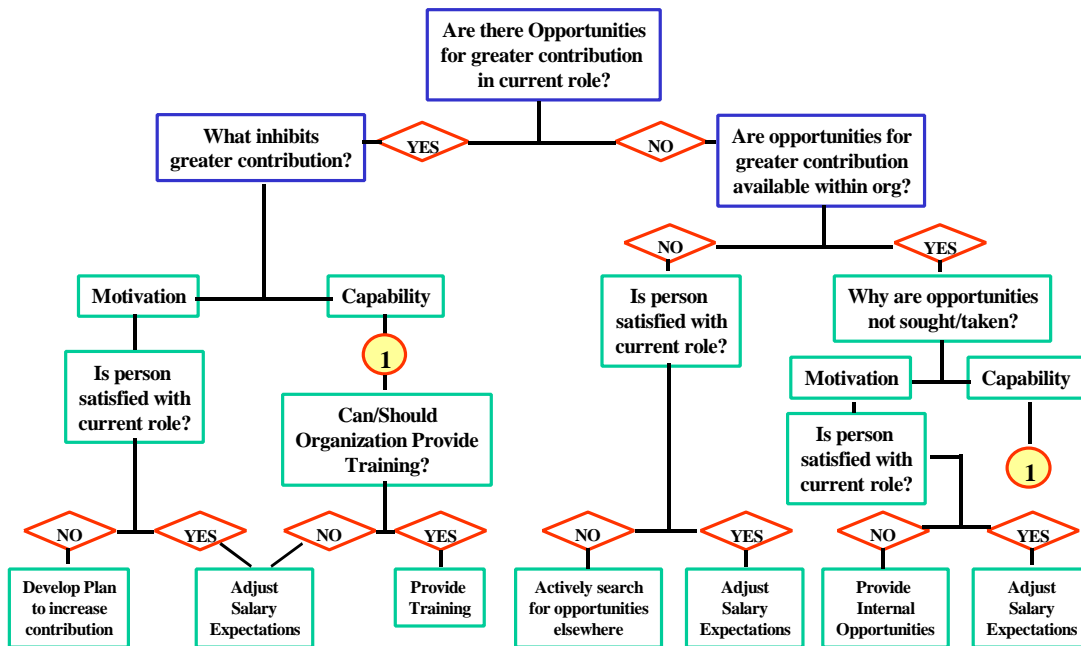 Are there Opportunities
for greater contribution
in current role?
What inhibits
greater contribution?
YES
NO
Are opportunities for
greater contribution
available within org?
NO
YES
Motivation
Capability
Is person
satisfied with
current role?
Why are opportunities
not sought/taken?
1
Is person
satisfied with
current role?
Motivation
Capability
Can/Should
Organization Provide
Training?
Is person
satisfied with
current role?
1
NO
YES
NO
YES
NO
YES
NO
YES
Develop Plan
to increase
contribution
Adjust
Salary
Expectations
Provide
Training
Actively search
for opportunities
elsewhere
Adjust
Salary
Expectations
Provide
Internal
Opportunities
Adjust
Salary
Expectations